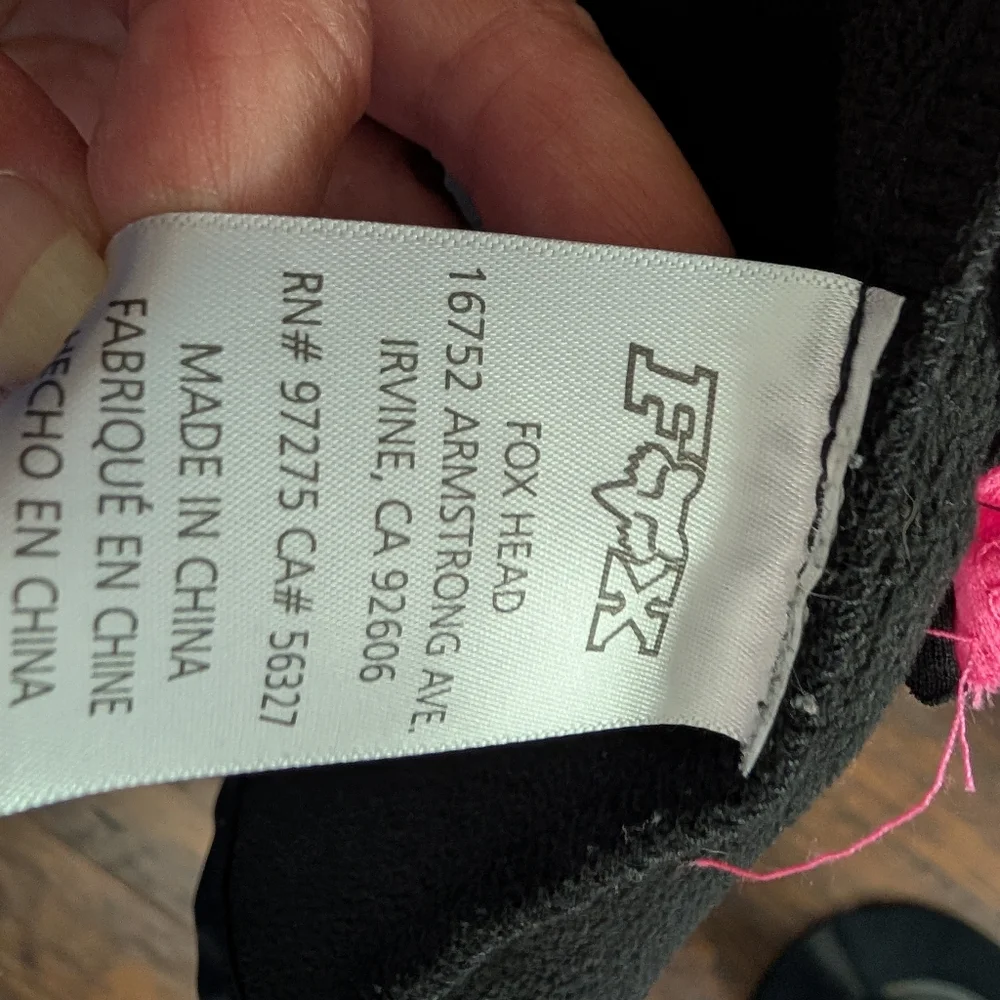 FOX
FOX HEAD
16752 ARMSTRONG AVE.
IRVINE, CA 92606
RN# 97275 CA# 56327
MADE IN CHINA
FABRIQUÉ EN CHINE
HECHO EN CHINA